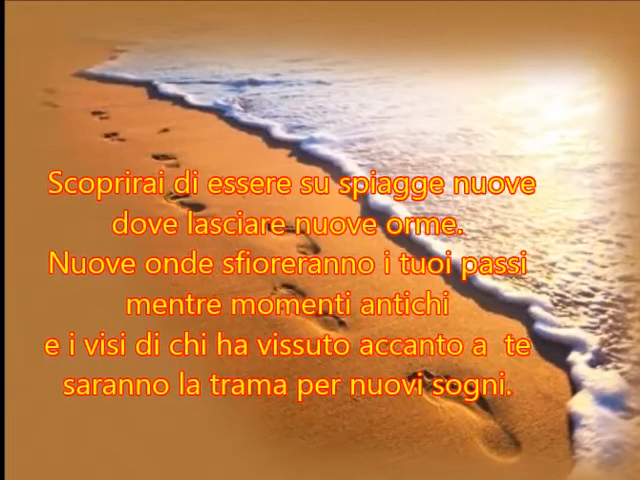 Scoprirai di essere su spiagge nuove
dove lasciare nuove orme.
Nuove onde sfioreranno i tuoi passi
mentre momenti antichi
e i visi di chi ha vissuto accanto a  te
saranno la trama per nuovi sogni.